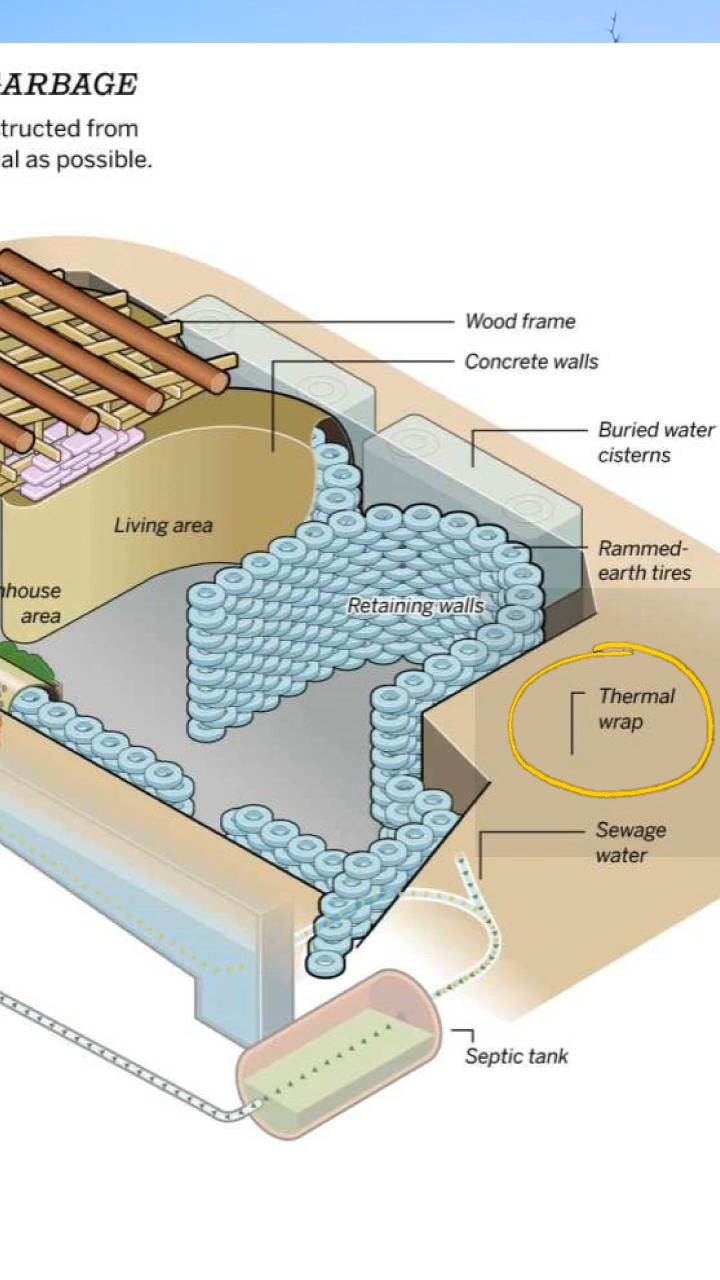 ARBAGE
tructed from
al as possible.
Wood frame
Concrete walls
Buried water
cisterns
Living area
Rammed-
earth tires
nhouse
area
Retaining walls
Thermal
wrap
Sewage
water
Septic tank